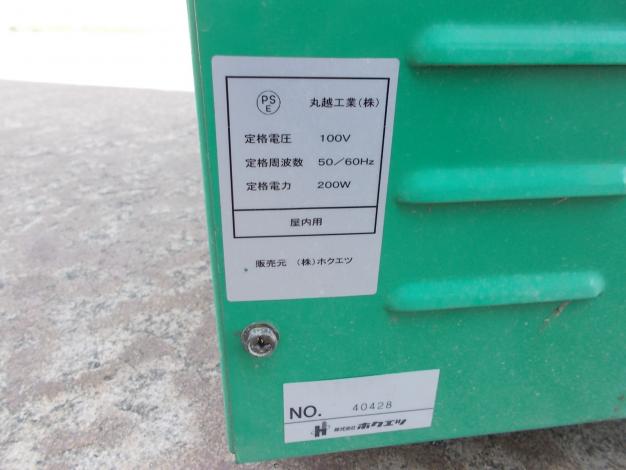 PS
E
丸越工業(株)
定格電圧 100V
定格周波数 50/60Hz
定格電力 200W
屋内用
販売元 (株)ホクエツ
NO. 40428
H 株式会社 ホクエツ